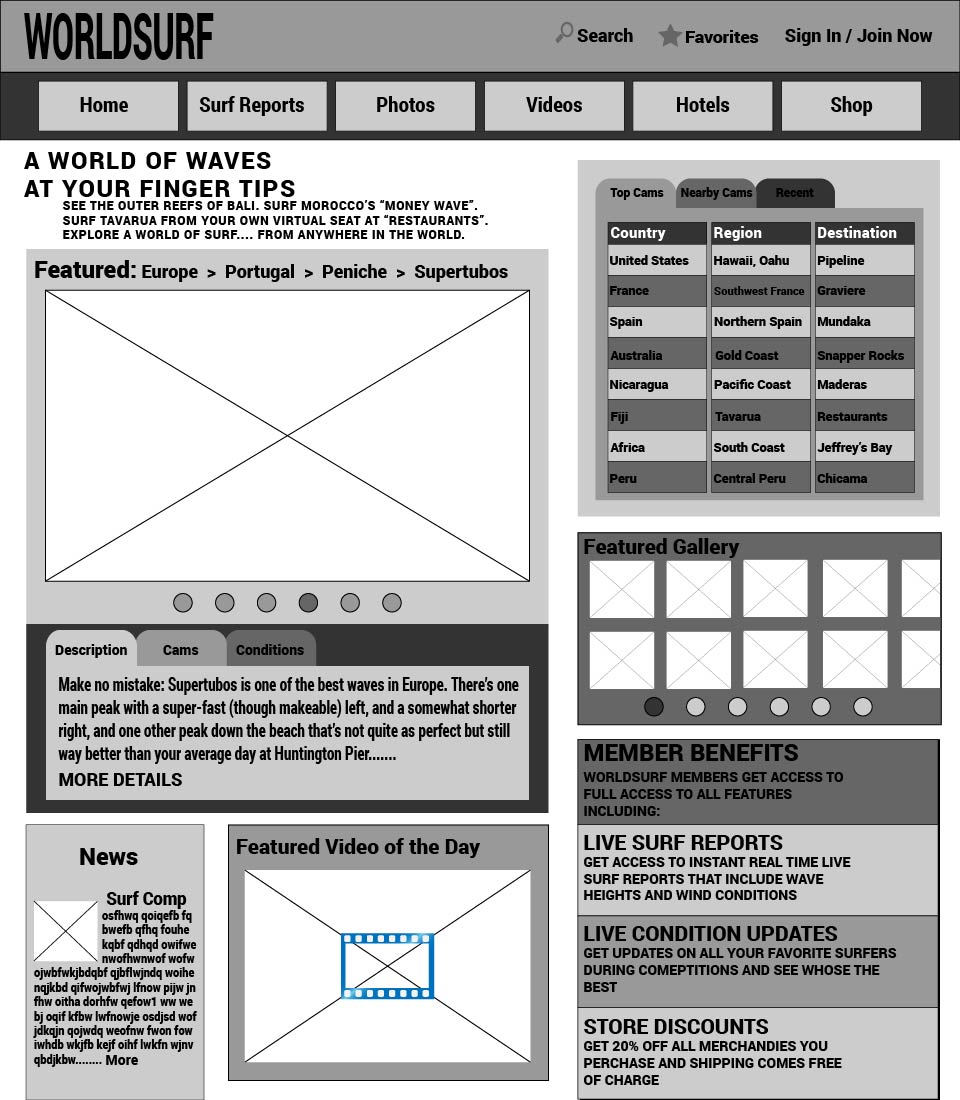 WORLDSURF
Search
Favorites
Sign In / Join Now
Home
Surf Reports
Photos
Videos
Hotels
Shop
A WORLD OF WAVES
AT YOUR FINGER TIPS
SEE THE OUTER REEFS OF BALI. SURF MOROCCO'S “MONEY WAVE”.
SURF TAVARUA FROM YOUR OWN VIRTUAL SEAT AT “RESTAURANTS”.
EXPLORE A WORLD OF SURF.... FROM ANYWHERE IN THE WORLD.
Featured: Europe > Portugal > Peniche > Supertubos
Description
Cams
Conditions
Make no mistake: Supertubos is one of the best waves in Europe. There's one
main peak with a super-fast (though makeable) left, and a somewhat shorter
right, and one other peak down the beach that's not quite as perfect but still
way better than your average day at Huntington Pier.......
MORE DETAILS
News
Surf Comp
osfhwq qoiqefb fq
bwefb qfhq fouhe
kqbf qdhqd owifwe
nwofhwnwof wofw
ojwbfwkjbdqbf qjbflwjndq woihe
nqjkbd qifwojwbfwj lfnow pijw jn
fhw oitha dorhfw qefow1 ww we
bj oqif kfbw lwfnowje osdjsd wof
jdkqjn qojwdq weofnw fwon fow
iwhdb wkjfb kejf oihf lwkfn wjnv
qbdjkbw........ More
Featured Video of the Day
Top Cams
Nearby Cams
Recent
Country Region Destination
United States Hawaii, Oahu Pipeline
France Southwest France Graviere
Spain Northern Spain Mundaka
Australia Gold Coast Snapper Rocks
Nicaragua Pacific Coast Maderas
Fiji Tavarua Restaurants
Africa South Coast Jeffrey's Bay
Peru Central Peru Chicama
Featured Gallery
MEMBER BENEFITS
WORLDSURF MEMBERS GET ACCESS TO
FULL ACCESS TO ALL FEATURES
INCLUDING:
LIVE SURF REPORTS
GET ACCESS TO INSTANT REAL TIME LIVE
SURF REPORTS THAT INCLUDE WAVE
HEIGHTS AND WIND CONDITIONS
LIVE CONDITION UPDATES
GET UPDATES ON ALL YOUR FAVORITE SURFERS
DURING COMEPTITIONS AND SEE WHOSE THE
BEST
STORE DISCOUNTS
GET 20% OFF ALL MERCHANDIES YOU
PERCHASE AND SHIPPING COMES FREE
OF CHARGE